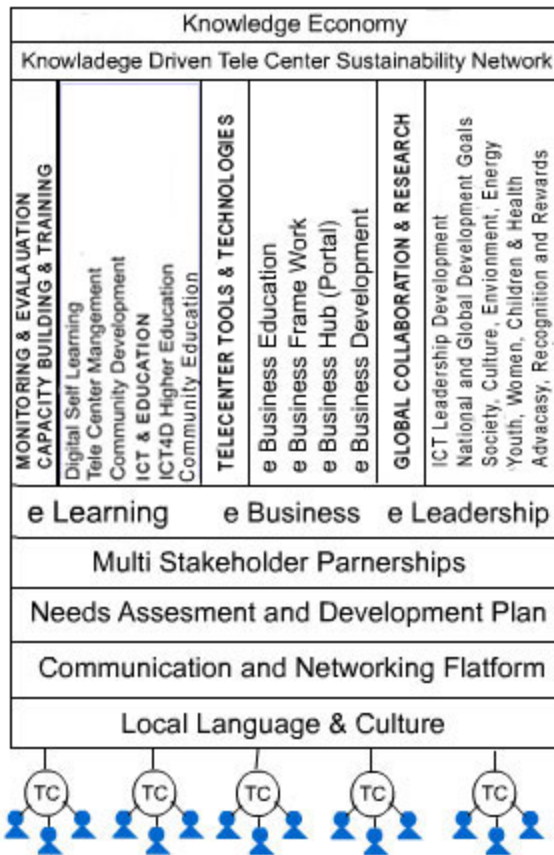 Knowledge Economy
Knowladege Driven Tele Center Sustainability Network
MONITORING & EVALAUATION
CAPACITY BUILDING & TRAINING
Digital Self Learning
Tele Center Mangement
Community Development
ICT & EDUCATION
ICT4D Higher Education
Community Education
TELECENTER TOOLS & TECHNOLOGIES
e Business Education
e Business Frame Work
e Business Hub (Portal)
e Business Development
GLOBAL COLLABORATION & RESEARCH
ICT Leadership Development
National and Global Development Goals
Society, Culture, Envionment, Energy
Youth, Women, Children & Health
Advacasy, Recognition and Rewards
e Learning
e Business
e Leadership
Multi Stakeholder Parnerships
Needs Assesment and Development Plan
Communication and Networking Flatform
Local Language & Culture
TC
TC
TC
TC
TC